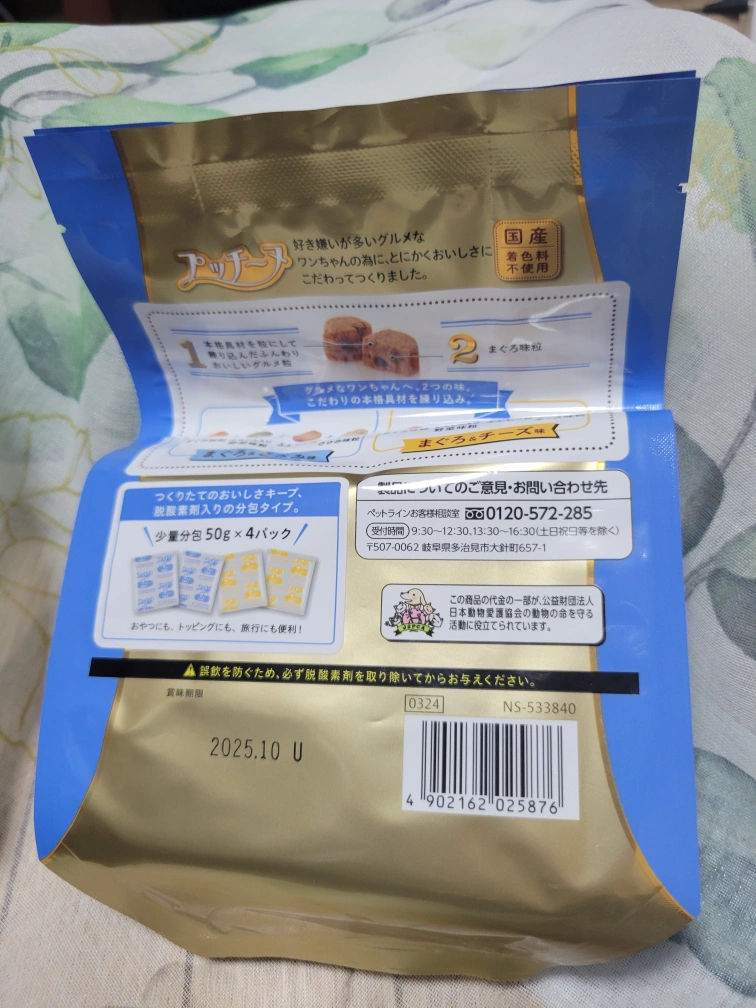 プッチーヌ
好き嫌いが多いグルメな
ワンちゃんの為に、とにかくおいしさに
こだわってつくりました。
国産
着色料
不使用
1
本格具材を粒にして
練り込んだふんわり
おいしいグルメ粒
2
まぐろ味粒
グルメなワンちゃんへ、2つの味。
こだわりの本格具材を練り込み。
まぐろ&チーズ味
つくりたてのおいしさキープ、
脱酸素剤入りの分包タイプ。
少量分包50g×4パック
おやつにも、トッピングにも、旅行にも便利!
製品についてのご意見・お問い合わせ先
ペットラインお客様相談室 0120-572-285
受付時間 9:30~12:30、13:30~16:30(土日祝日等を除く)
〒507-0062 岐阜県多治見市大針町657-1
この商品の代金の一部が、公益財団法人
日本動物愛護協会の動物の命を守る
活動に役立てられています。
誤飲を防ぐため、必ず脱酸素剤を取り除いてからお与えください。
賞味期限
2025.10 U
0324
NS-533840
4 902162 025876